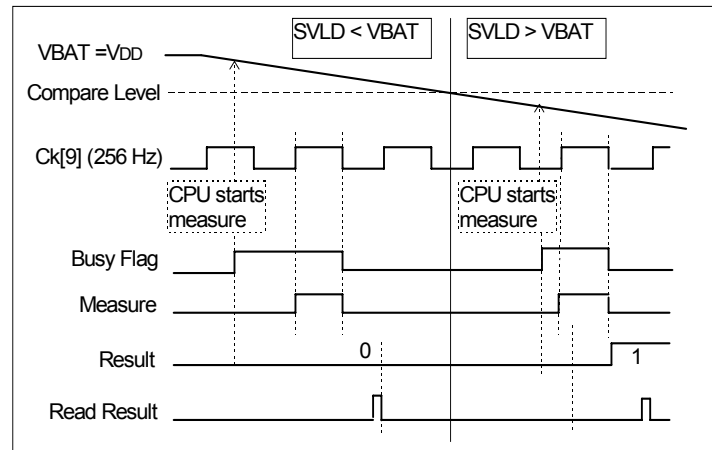 SVLD < VBAT
SVLD > VBAT
VBAT =VDD
Compare Level
Ck[9] (256 Hz)
CPU starts
measure
CPU starts
measure
Busy Flag
Measure
Result
0
1
Read Result